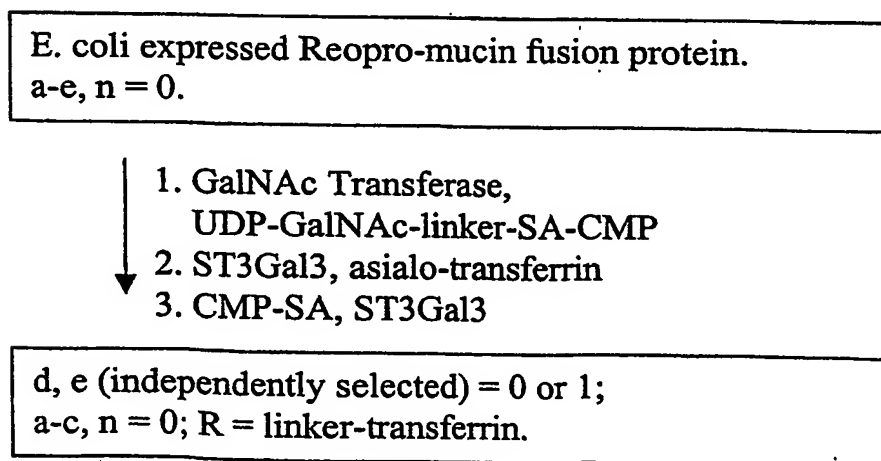 E. coli expressed Reopro-mucin fusion protein.
a-e, n = 0.
1. GalNAc Transferase,
UDP-GalNAc-linker-SA-CMP
2. ST3Gal3, asialo-transferrin
3. CMP-SA, ST3Gal3
d, e (independently selected) = 0 or 1;
a-c, n = 0; R = linker-transferrin.